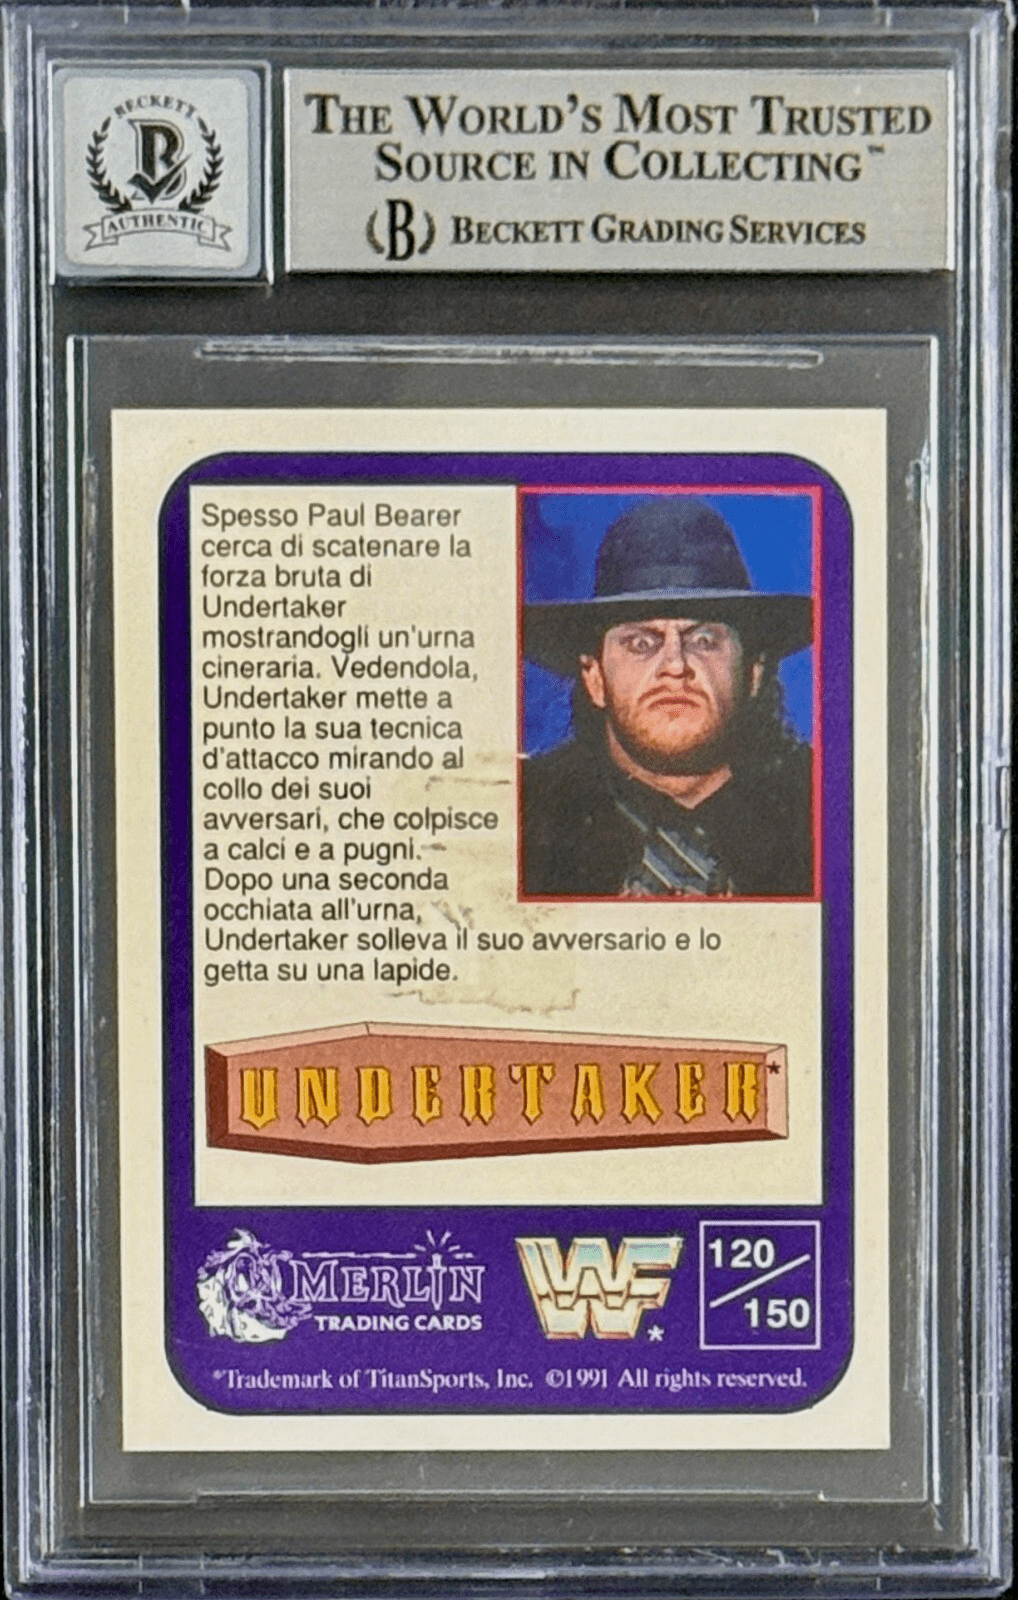 BECKETT
B
AUTHENTIC
THE WORLD'S MOST TRUSTED
SOURCE IN COLLECTING™
(B) BECKETT GRADING SERVICES
Spesso Paul Bearer
cerca di scatenare la
forza bruta di
Undertaker
mostrandogli un'urna
cineraria. Vedendola,
Undertaker mette a
punto la sua tecnica
d'attacco mirando al
collo dei suoi
avversari, che colpisce
a calci e a pugni.
Dopo una seconda
occhiata all'urna,
Undertaker solleva il suo avversario e lo
getta su una lapide.
UNDERTAKER*
MERLIN
TRADING CARDS
WF*
120/150
*Trademark of TitanSports, Inc. ©1991 All rights reserved.